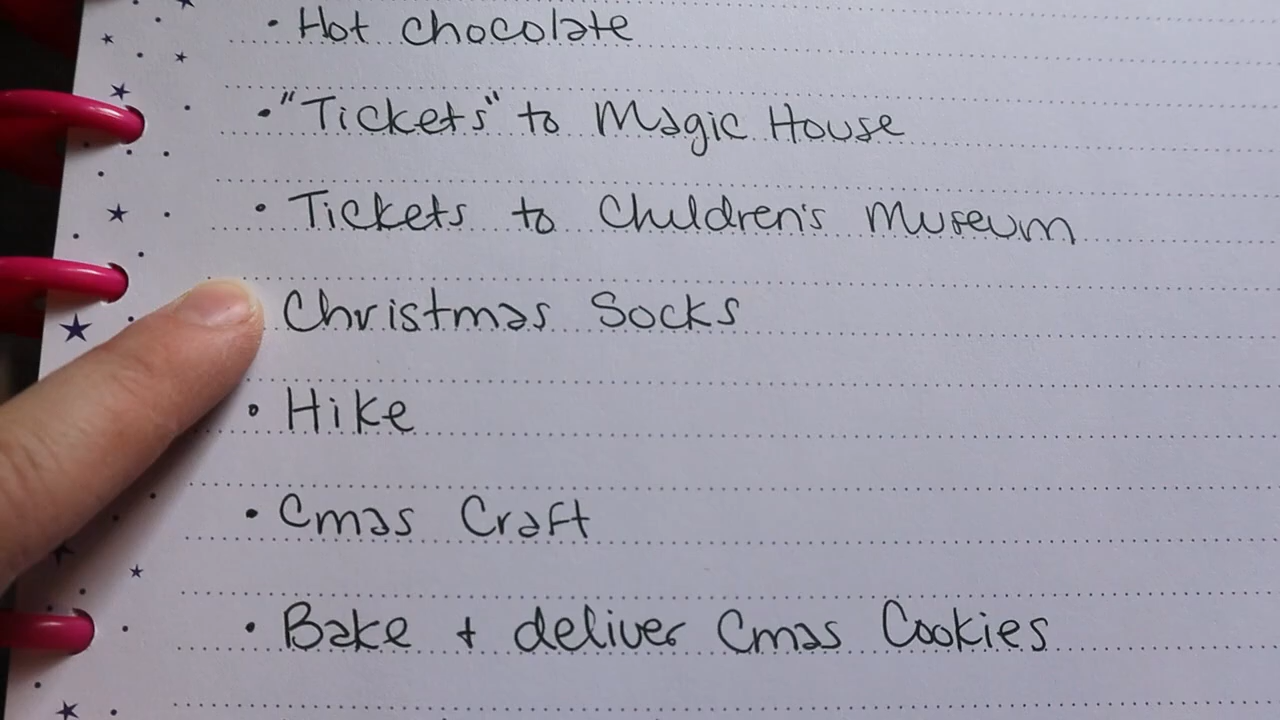 • Hot chocolate
• "Tickets" to Magic House
• Tickets to Children's Museum
Christmas Socks
• Hike
• Cmas Craft
• Bake + deliver Cmas Cookies